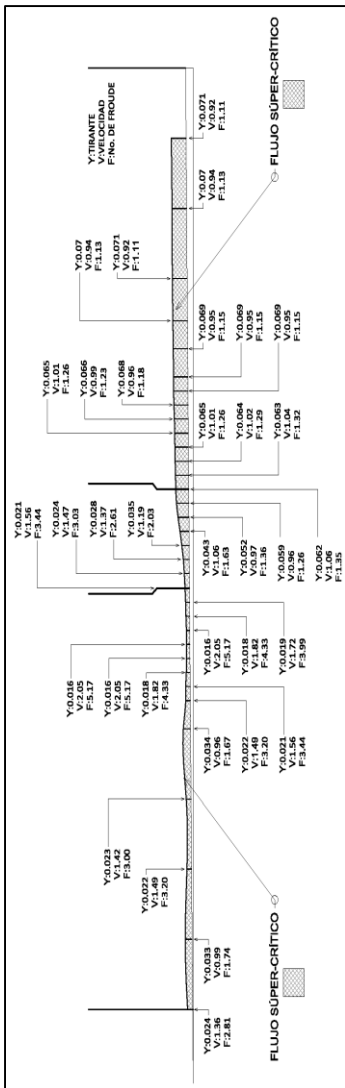 Y:TIRANTE
V:VELOCIDAD
F:No. DE FROUDE
Y:0.022
V:1.49
F:3.20
Y:0.023
V:1.42
F:3.00
Y:0.018
V:1.82
F:4.33
Y:0.016
V:2.05
F:5.17
Y:0.016
V:2.05
F:5.17
Y:0.021
V:1.56
F:3.44
Y:0.024
V:1.47
F:3.03
Y:0.028
V:1.37
F:2.61
Y:0.035
V:1.19
F:2.03
Y:0.065
V:1.01
F:1.26
Y:0.066
V:0.99
F:1.23
Y:0.068
V:0.96
F:1.18
Y:0.07
V:0.94
F:1.13
Y:0.071
V:0.92
F:1.11
Y:0.024
V:1.36
F:2.81
Y:0.033
V:0.99
F:1.74
Y:0.034
V:0.96
F:1.67
Y:0.022
V:1.49
F:3.20
Y:0.021
V:1.56
F:3.44
Y:0.016
V:2.05
F:5.17
Y:0.018
V:1.82
F:4.33
Y:0.019
V:1.72
F:3.99
Y:0.043
V:1.06
F:1.63
Y:0.052
V:0.97
F:1.36
Y:0.059
V:0.96
F:1.26
Y:0.062
V:1.06
F:1.35
Y:0.065
V:1.01
F:1.26
Y:0.064
V:1.02
F:1.29
Y:0.063
V:1.04
F:1.32
Y:0.069
V:0.95
F:1.15
Y:0.069
V:0.95
F:1.15
Y:0.069
V:0.95
F:1.15
Y:0.07
V:0.94
F:1.13
Y:0.071
V:0.92
F:1.11
FLUJO SÚPER-CRÍTICO
FLUJO SÚPER-CRÍTICO